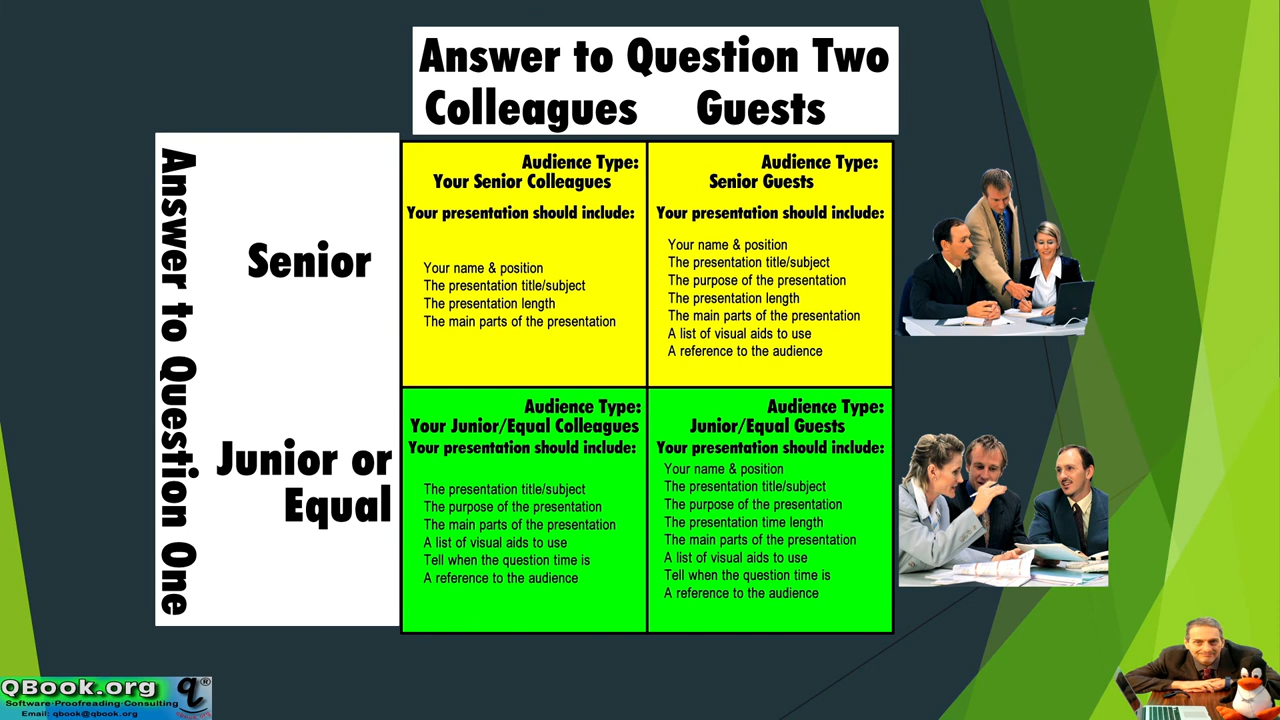 Answer to Question Two
Colleagues Guests
Answer to Question One
Senior
Junior or
Equal
Audience Type:
Your Senior Colleagues
Your presentation should include:
Your name & position
The presentation title/subject
The presentation length
The main parts of the presentation
Audience Type:
Senior Guests
Your presentation should include:
Your name & position
The presentation title/subject
The purpose of the presentation
The presentation length
The main parts of the presentation
A list of visual aids to use
A reference to the audience
Audience Type:
Your Junior/Equal Colleagues
Your presentation should include:
The presentation title/subject
The purpose of the presentation
The main parts of the presentation
A list of visual aids to use
Tell when the question time is
A reference to the audience
Audience Type:
Junior/Equal Guests
Your presentation should include:
Your name & position
The presentation title/subject
The purpose of the presentation
The presentation time length
The main parts of the presentation
A list of visual aids to use
Tell when the question time is
A reference to the audience
QBook.org q®
Software·Proofreading·Consulting
Email: qbook@qbook.org